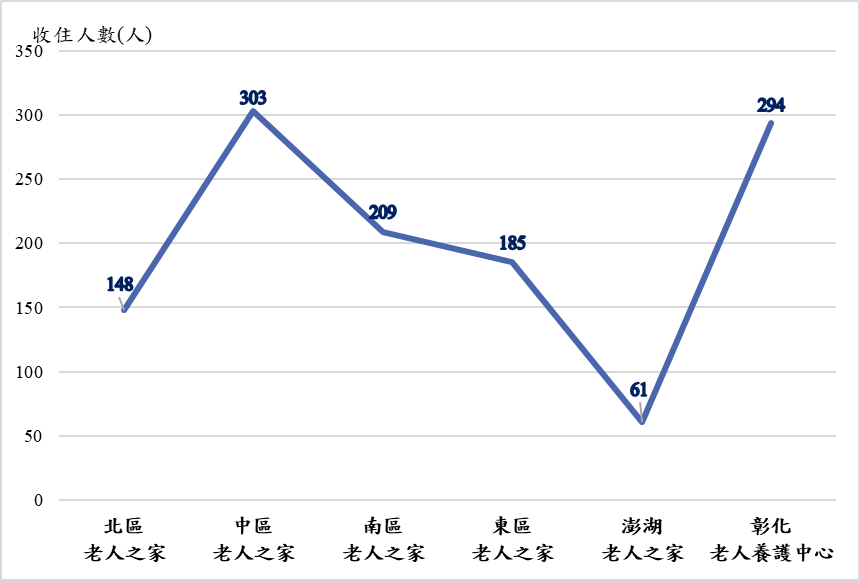 收住人數(人)
350
300
250
200
150
100
50
0
148
303
209
185
61
294
北區
老人之家
中區
老人之家
南區
老人之家
東區
老人之家
澎湖
老人之家
彰化
老人養護中心